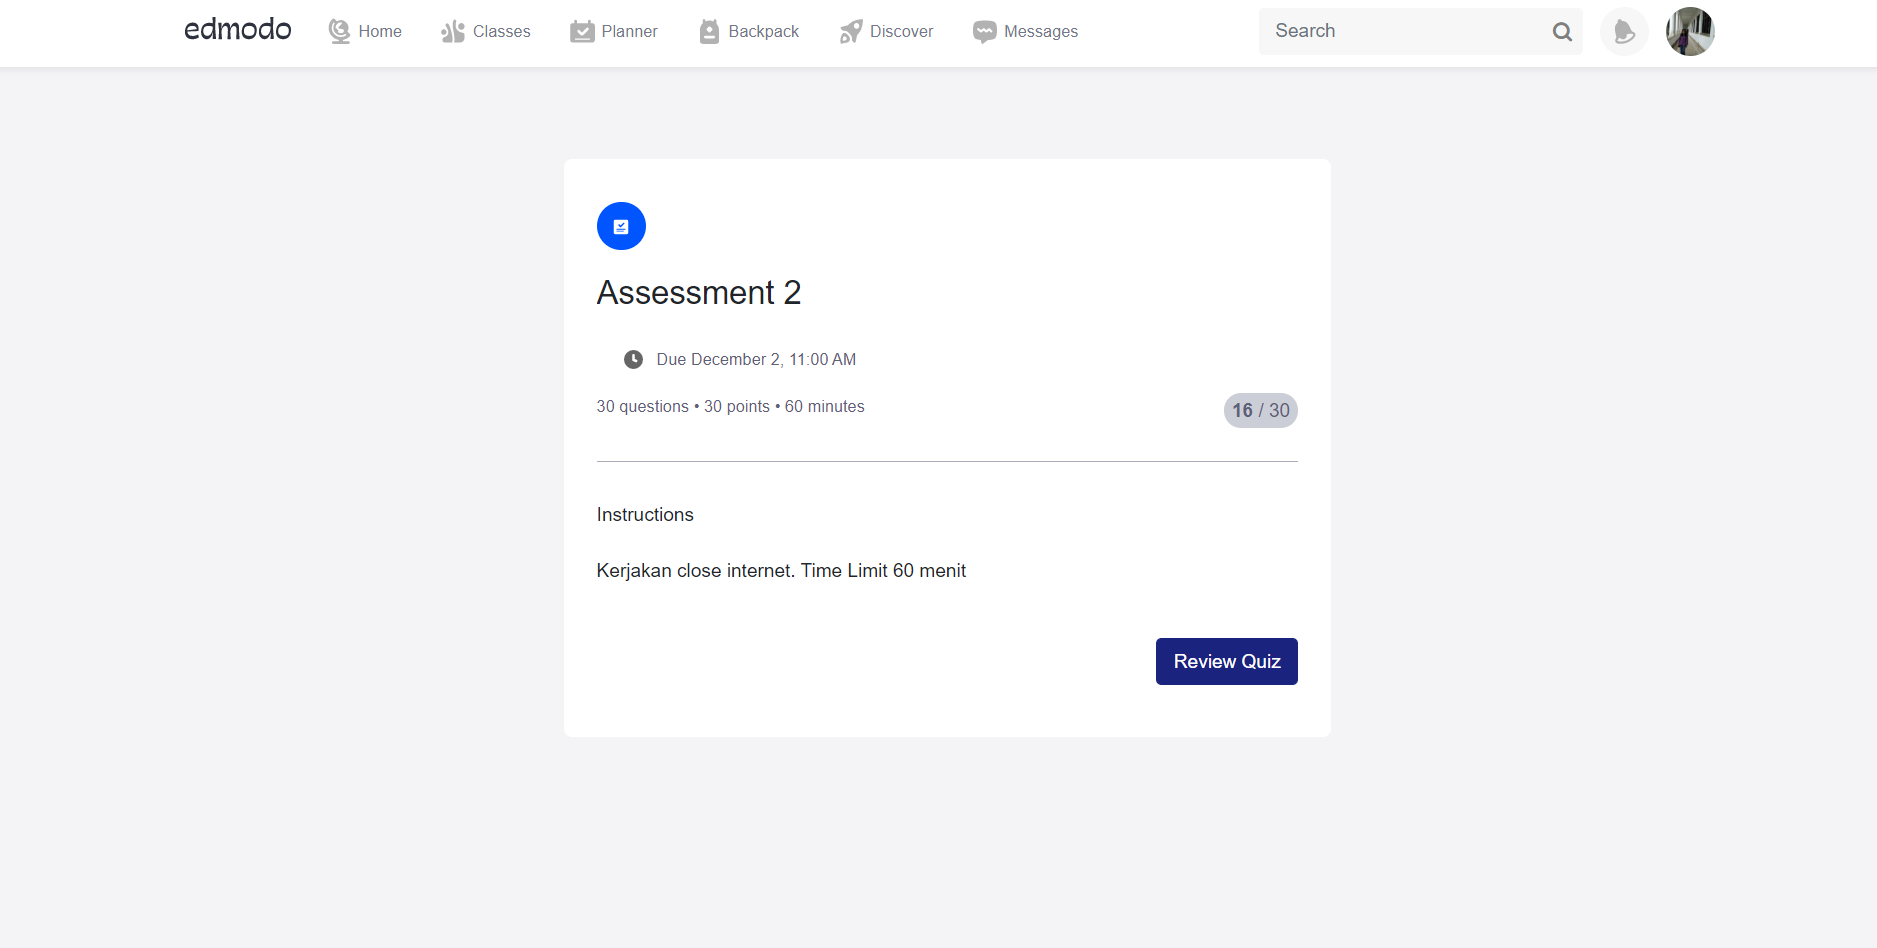 edmodo
Home
Classes
Planner
Backpack
Discover
Messages
Search
Assessment 2
Due December 2, 11:00 AM
30 questions • 30 points • 60 minutes
16 / 30
Instructions
Kerjakan close internet. Time Limit 60 menit
Review Quiz